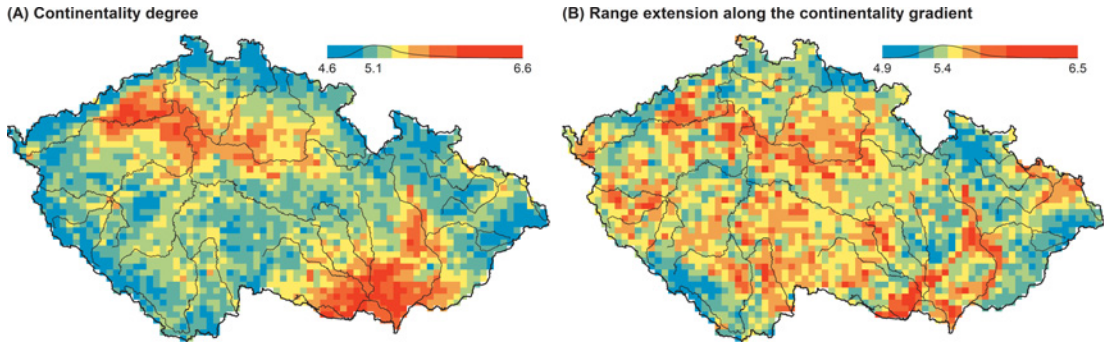 (A) Continentality degree
(B) Range extension along the continentality gradient
4.6 5.1 6.6
4.9 5.4 6.5